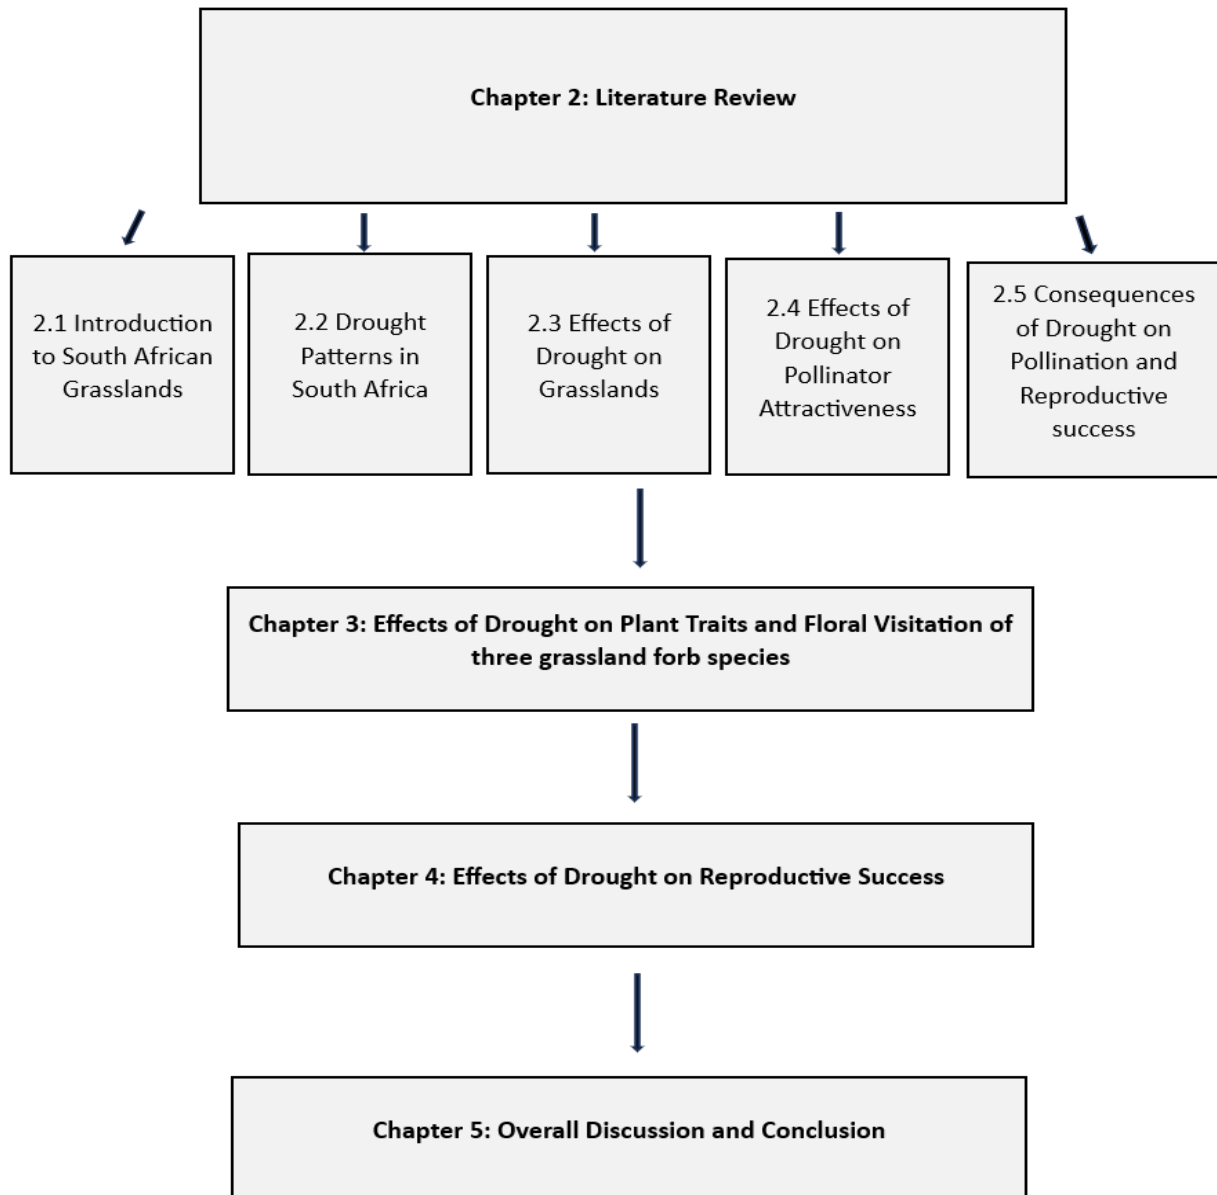 Chapter 2: Literature Review
2.1 Introduction
to South African
Grasslands
2.2 Drought
Patterns in
South Africa
2.3 Effects of
Drought on
Grasslands
2.4 Effects of
Drought on
Pollinator
Attractiveness
2.5 Consequences
of Drought on
Pollination and
Reproductive
success
Chapter 3: Effects of Drought on Plant Traits and Floral Visitation of
three grassland forb species
Chapter 4: Effects of Drought on Reproductive Success
Chapter 5: Overall Discussion and Conclusion